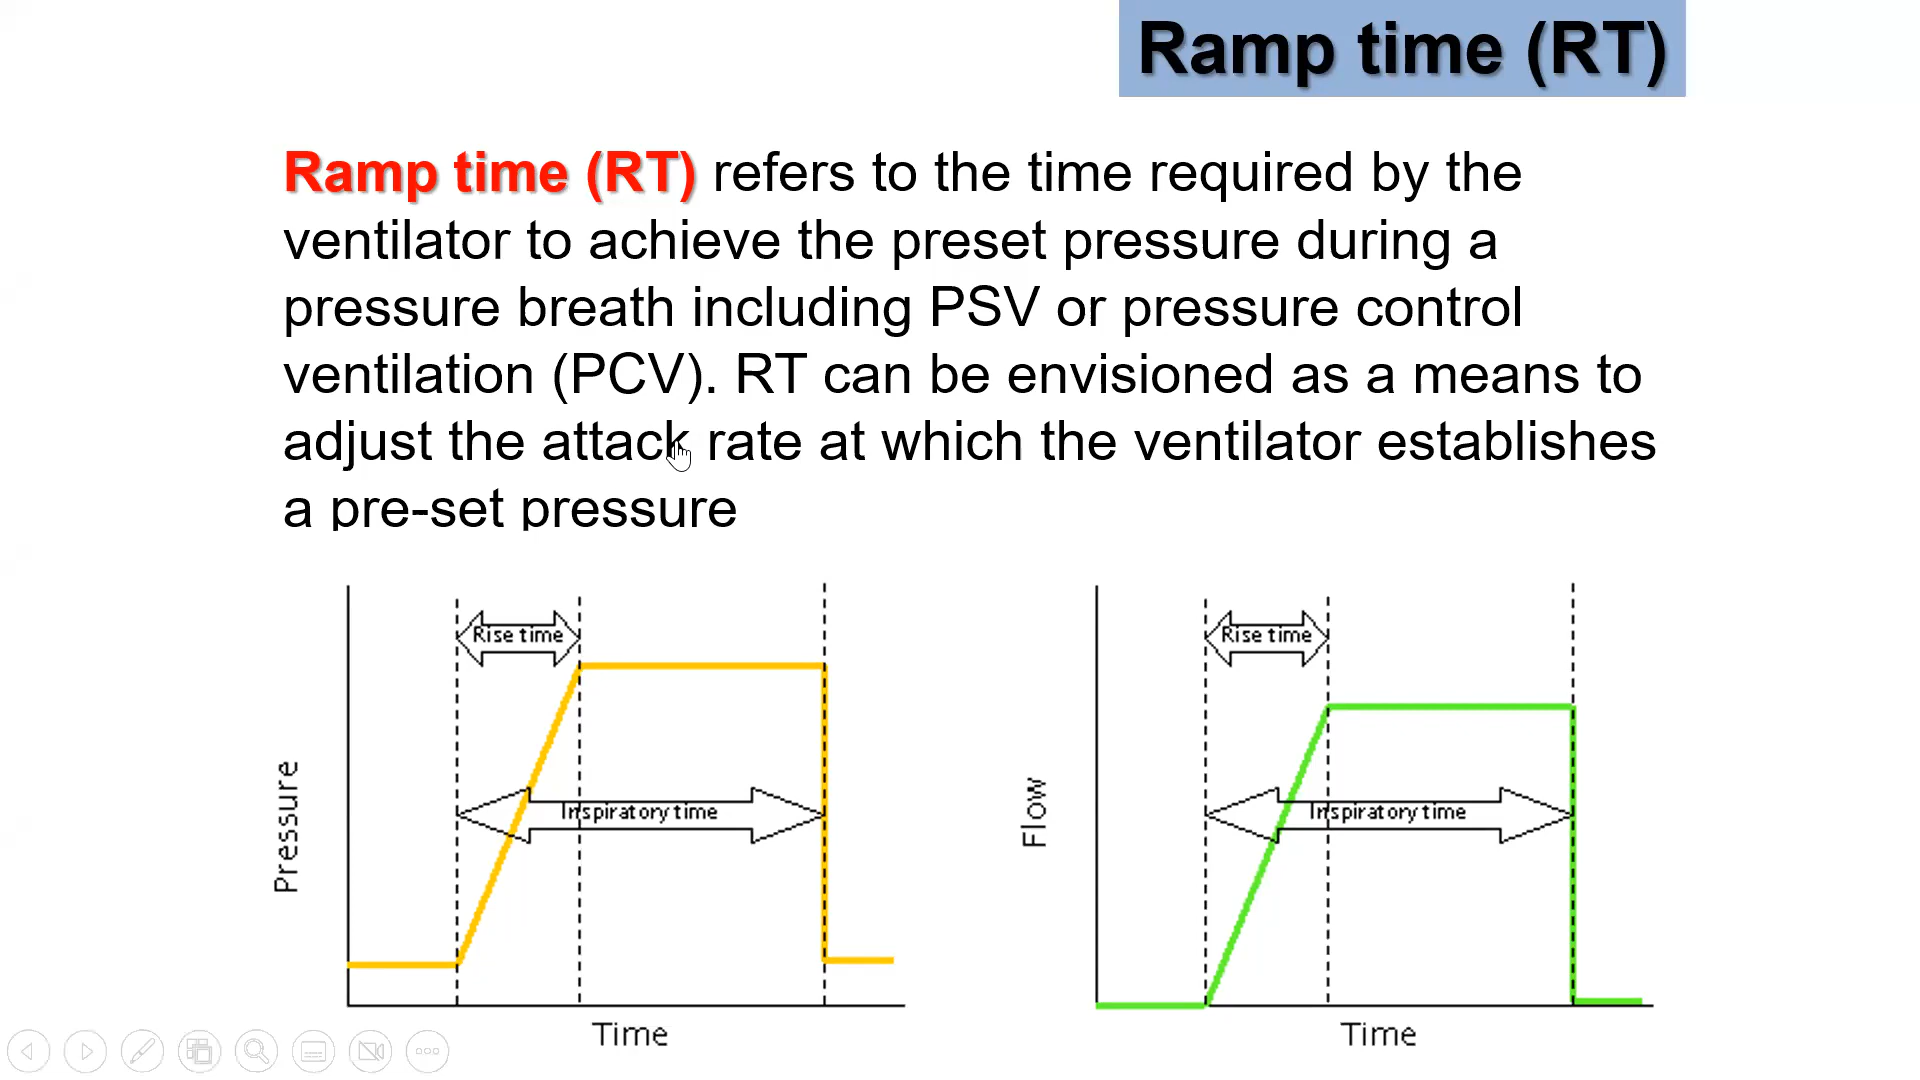 Ramp time (RT)
Ramp time (RT) refers to the time required by the
ventilator to achieve the preset pressure during a
pressure breath including PSV or pressure control
ventilation (PCV). RT can be envisioned as a means to
adjust the attack rate at which the ventilator establishes
a pre-set pressure
Rise time
Inspiratory time
Pressure
Time
Rise time
Inspiratory time
Flow
Time